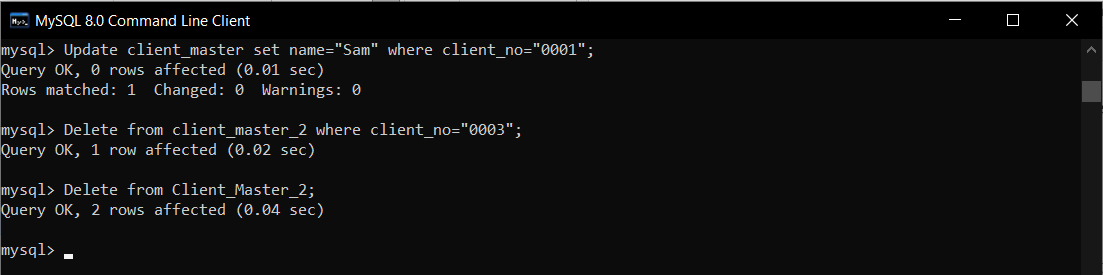 MySQL 8.0 Command Line Client
mysql> Update client_master set name="Sam" where client_no="0001";
Query OK, 0 rows affected (0.01 sec)
Rows matched: 1  Changed: 0  Warnings: 0
mysql> Delete from client_master_2 where client_no="0003";
Query OK, 1 row affected (0.02 sec)
mysql> Delete from Client_Master_2;
Query OK, 2 rows affected (0.04 sec)
mysql>